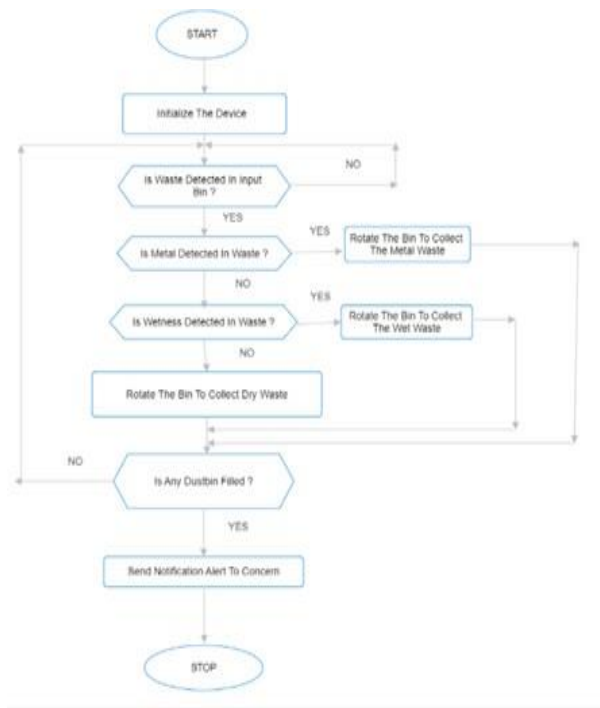 START
Initialize The Device
NO
Is Waste Detected In Input
Bin ?
YES
Is Metal Detected In Waste ?
YES
Rotate The Bin To Collect
The Metal Waste
NO
Is Wetness Detected In Waste ?
YES
Rotate The Bin To Collect
The Wet Waste
NO
Rotate The Bin To Collect Dry Waste
NO
Is Any Dustbin Filled ?
YES
Send Notification Alert To Concern
STOP